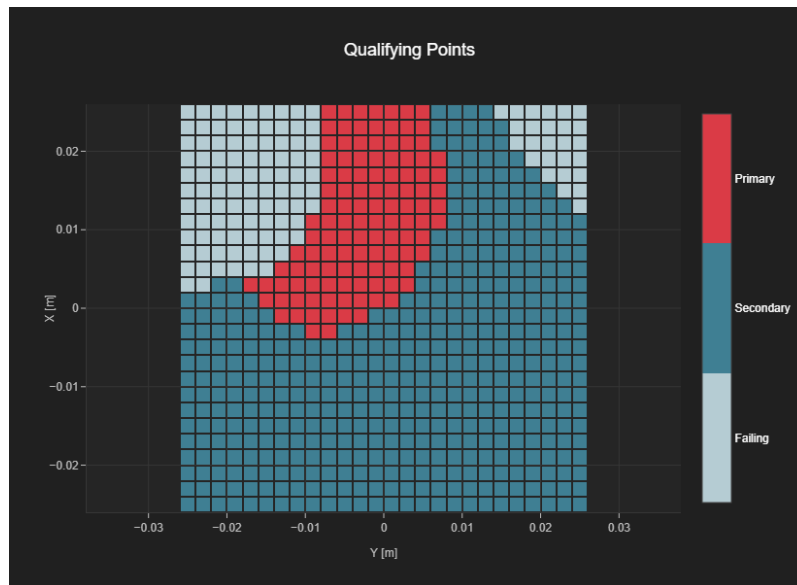 Qualifying Points
X [m]
0.02
0.01
0
−0.01
−0.02
−0.03
−0.02
−0.01
0
0.01
0.02
0.03
Y [m]
Primary
Secondary
Failing